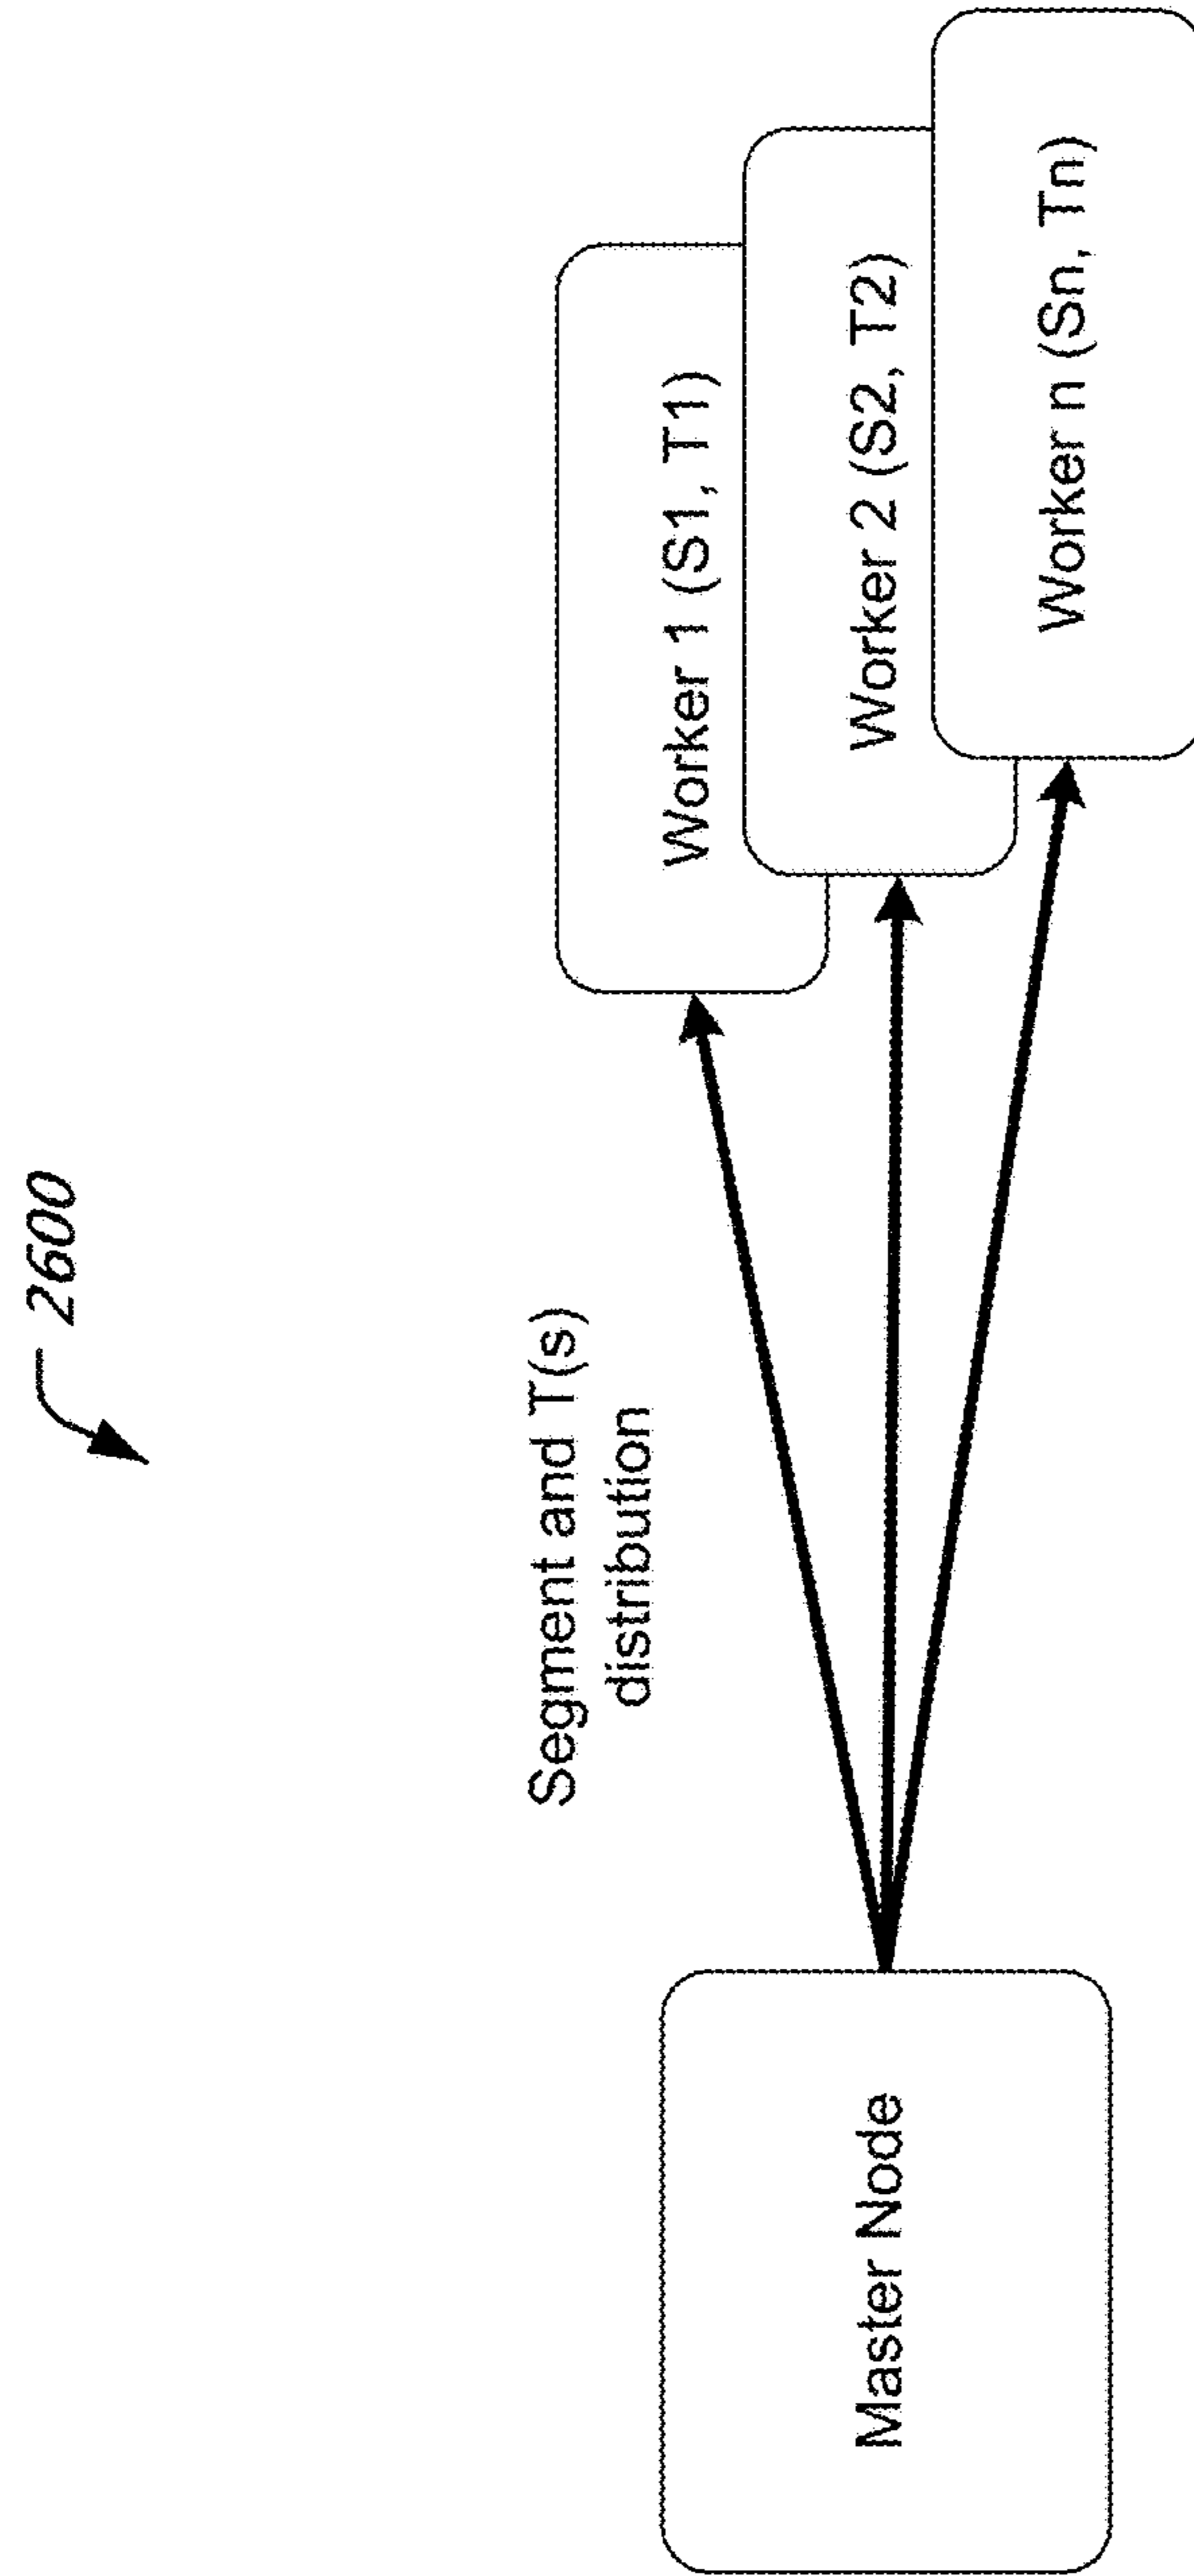 2600
Segment and T(s)
distribution
Master Node
Worker 1 (S1, T1)
Worker 2 (S2, T2)
Worker n (Sn, Tn)